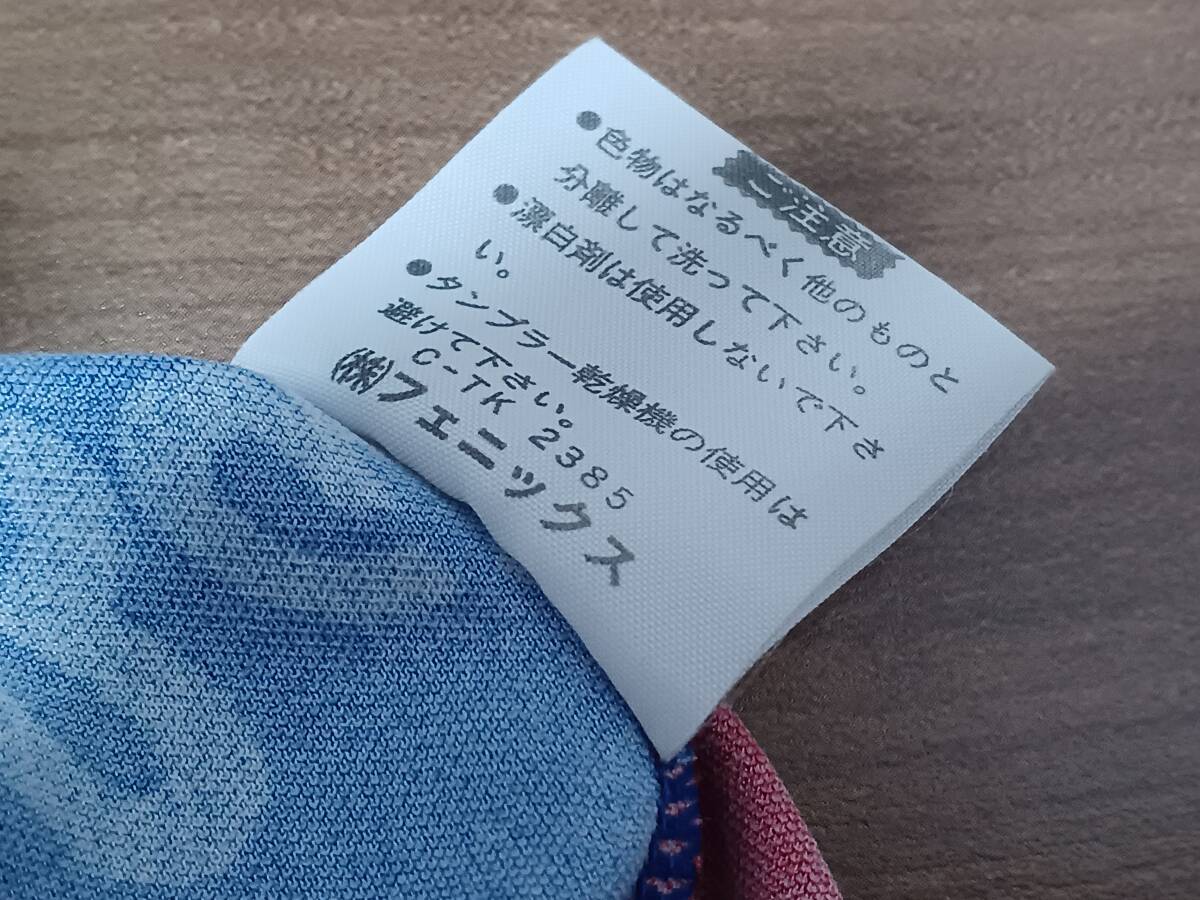 ご注意
●色物はなるべく他のものと
分離して洗って下さい。
●漂白剤は使用しないで下さ
い。
●タンブラー乾燥機の使用は
避けて下さい。
C-TK 2385
㈱フェニックス